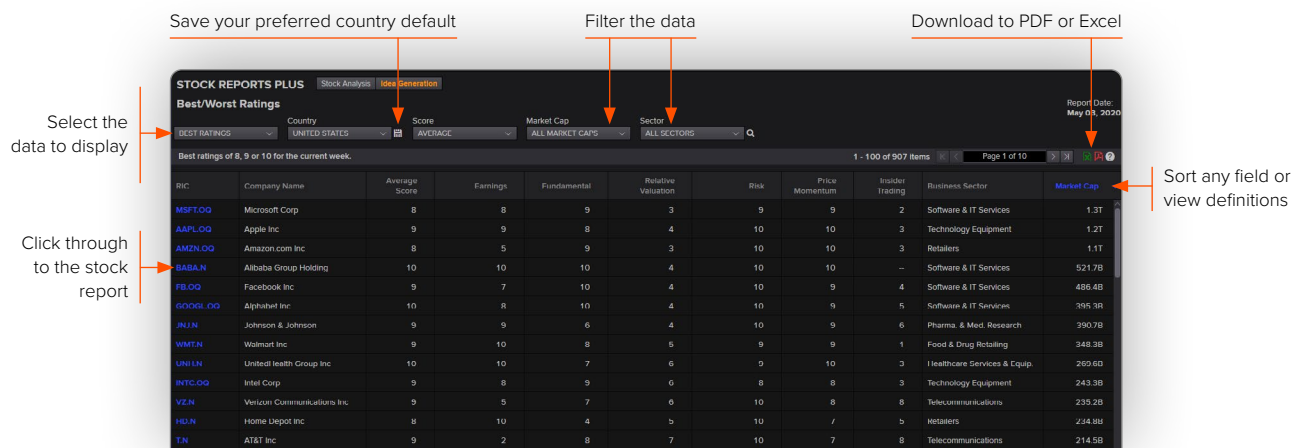 Save your preferred country default
Filter the data
Download to PDF or Excel
STOCK REPORTS PLUS Stock Analysis Idea Generation
Best/Worst Ratings
Report Date:
May 03, 2020
Country Score Market Cap Sector
BEST RATINGS UNITED STATES AVERAGE ALL MARKET CAPS ALL SECTORS
Select the
data to display
Best ratings of 8, 9 or 10 for the current week. 1 - 100 of 907 items Page 1 of 10
RIC Company Name Average Score Earnings Fundamental Relative Valuation Risk Price Momentum Insider Trading Business Sector Market Cap
Sort any field or
view definitions
MSFT.OQ Microsoft Corp 8 8 9 3 9 9 2 Software & IT Services 1.3T
AAPL.OQ Apple Inc 9 9 8 4 10 10 3 Technology Equipment 1.2T
AMZN.OQ Amazon.com Inc 8 5 9 3 10 10 3 Retailers 1.1T
Click through
to the stock
report
BABA.N Alibaba Group Holding 10 10 10 4 10 10 – Software & IT Services 521.7B
FB.OQ Facebook Inc 9 7 10 4 10 9 4 Software & IT Services 486.4B
GOOGL.OQ Alphabet Inc 10 8 10 4 10 9 5 Software & IT Services 395.3B
JNJ.N Johnson & Johnson 9 9 6 4 10 9 6 Pharma. & Med. Research 390.7B
WMT.N Walmart Inc 9 10 8 5 9 9 1 Food & Drug Retailing 348.3B
UNH.N UnitedHealth Group Inc 10 10 7 6 9 10 3 Healthcare Services & Equip. 269.6B
INTC.OQ Intel Corp 9 8 9 6 8 8 3 Technology Equipment 243.3B
VZ.N Verizon Communications Inc 9 5 7 6 10 8 8 Telecommunications 235.2B
HD.N Home Depot Inc 8 10 4 5 10 7 5 Retailers 234.8B
T.N AT&T Inc 9 2 8 7 10 7 8 Telecommunications 214.5B